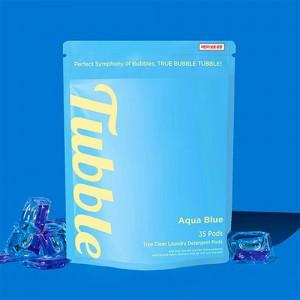 Perfect Symphony of Bubbles, TRUE BUBBLE TUBBLE!
Tubble
Aqua Blue
35 Pods
True Clean Laundry Detergent Pods